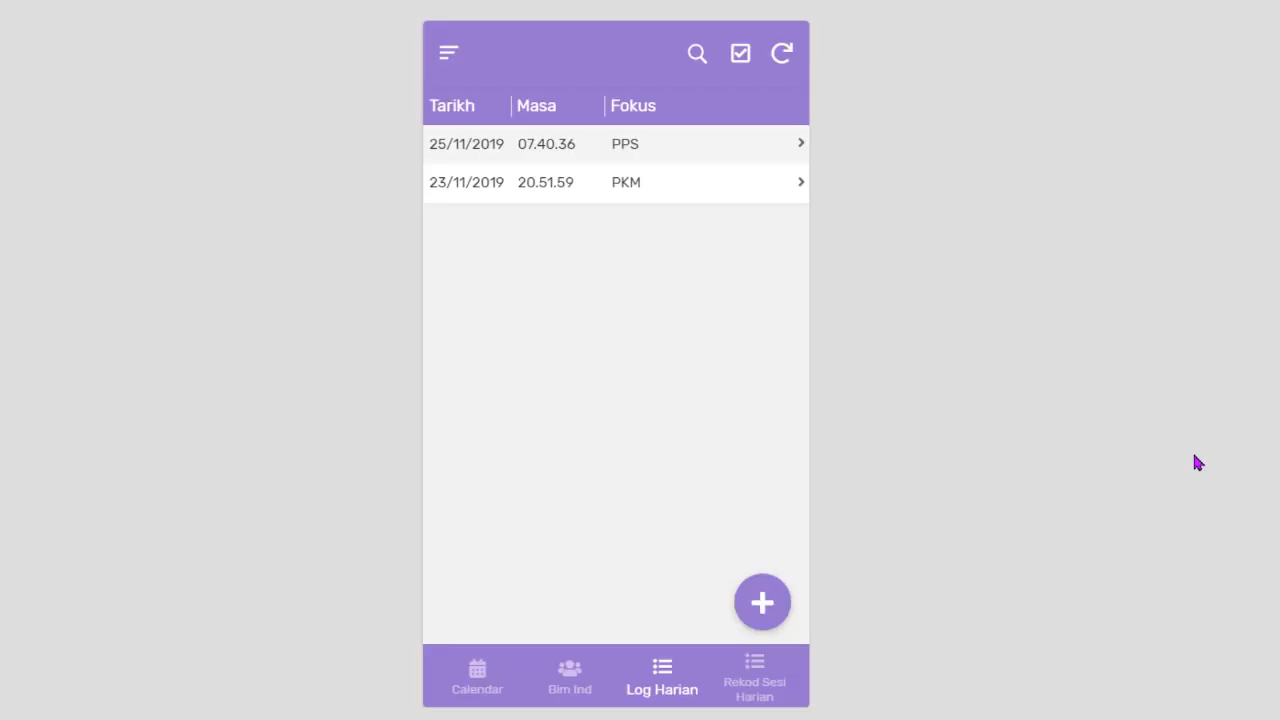 Tarikh Masa Fokus
25/11/2019 07.40.36 PPS
23/11/2019 20.51.59 PKM
Calendar Bim Ind Log Harian Rekod Sesi
Harian